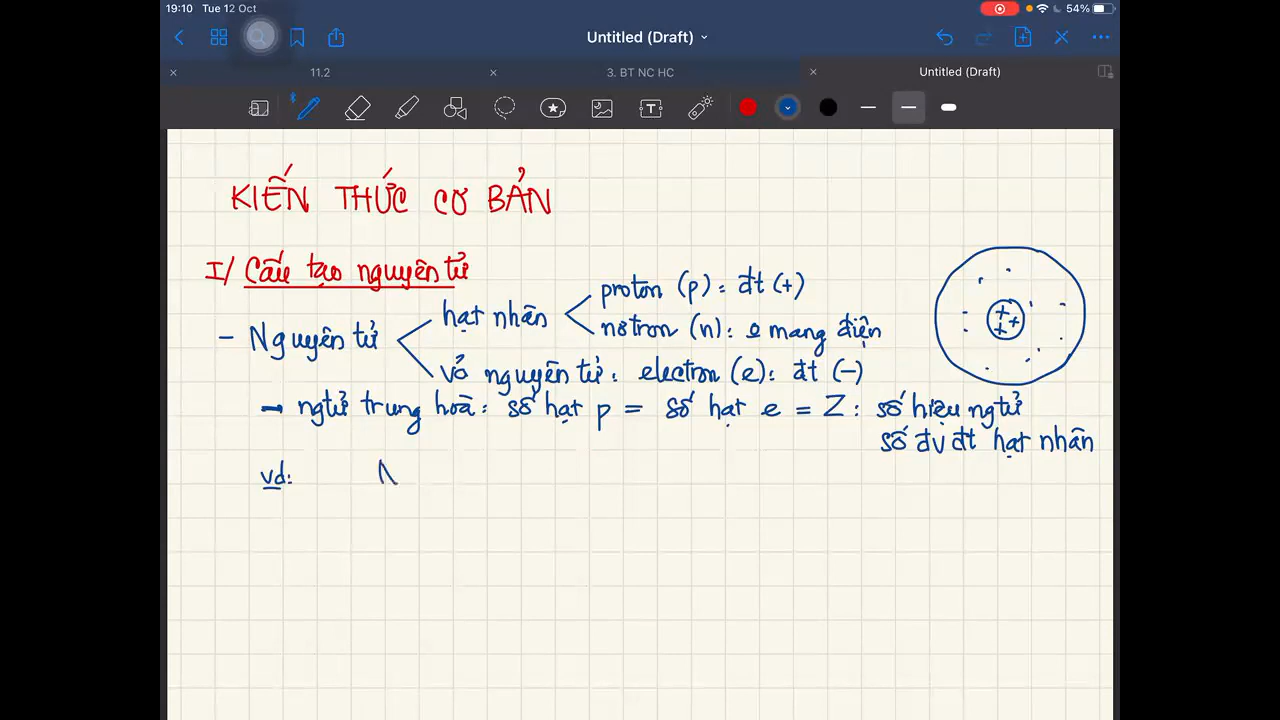 19:10 Tue 12 Oct
54%
Untitled (Draft)
11.2
3. BT NC HC
Untitled (Draft)
KIẾN THỨC CƠ BẢN
I/ Cấu tạo nguyên tử
- Nguyên tử
hạt nhân
proton (p): đt (+)
nơtron (n): o mang điện
vỏ nguyên tử: electron (e): đt (-)
→ ngtử trung hoà: số hạt p = số hạt e = Z: số hiệu ngtử
số đv đt hạt nhân
vd:
+ + +